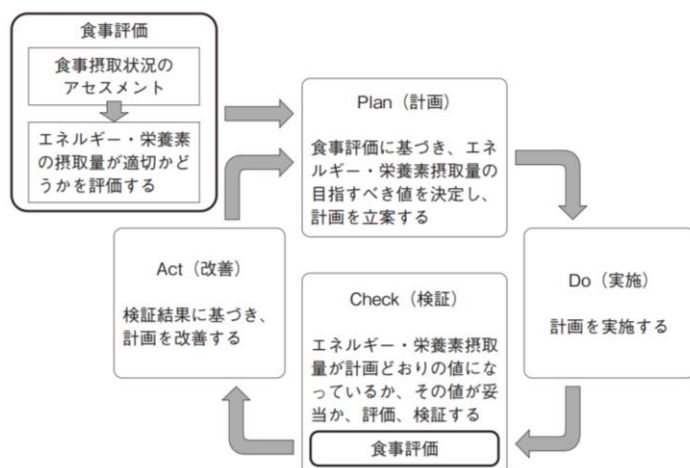 食事評価
食事摂取状況の
アセスメント
エネルギー・栄養素
の摂取量が適切かど
うかを評価する
Plan（計画）
食事評価に基づき、エネ
ルギー・栄養素摂取量の
目指すべき値を決定し、
計画を立案する
Do（実施）
計画を実施する
Check（検証）
エネルギー・栄養素摂取
量が計画どおりの値にな
っているか、その値が妥
当か、評価、検証する
食事評価
Act（改善）
検証結果に基づき、
計画を改善する